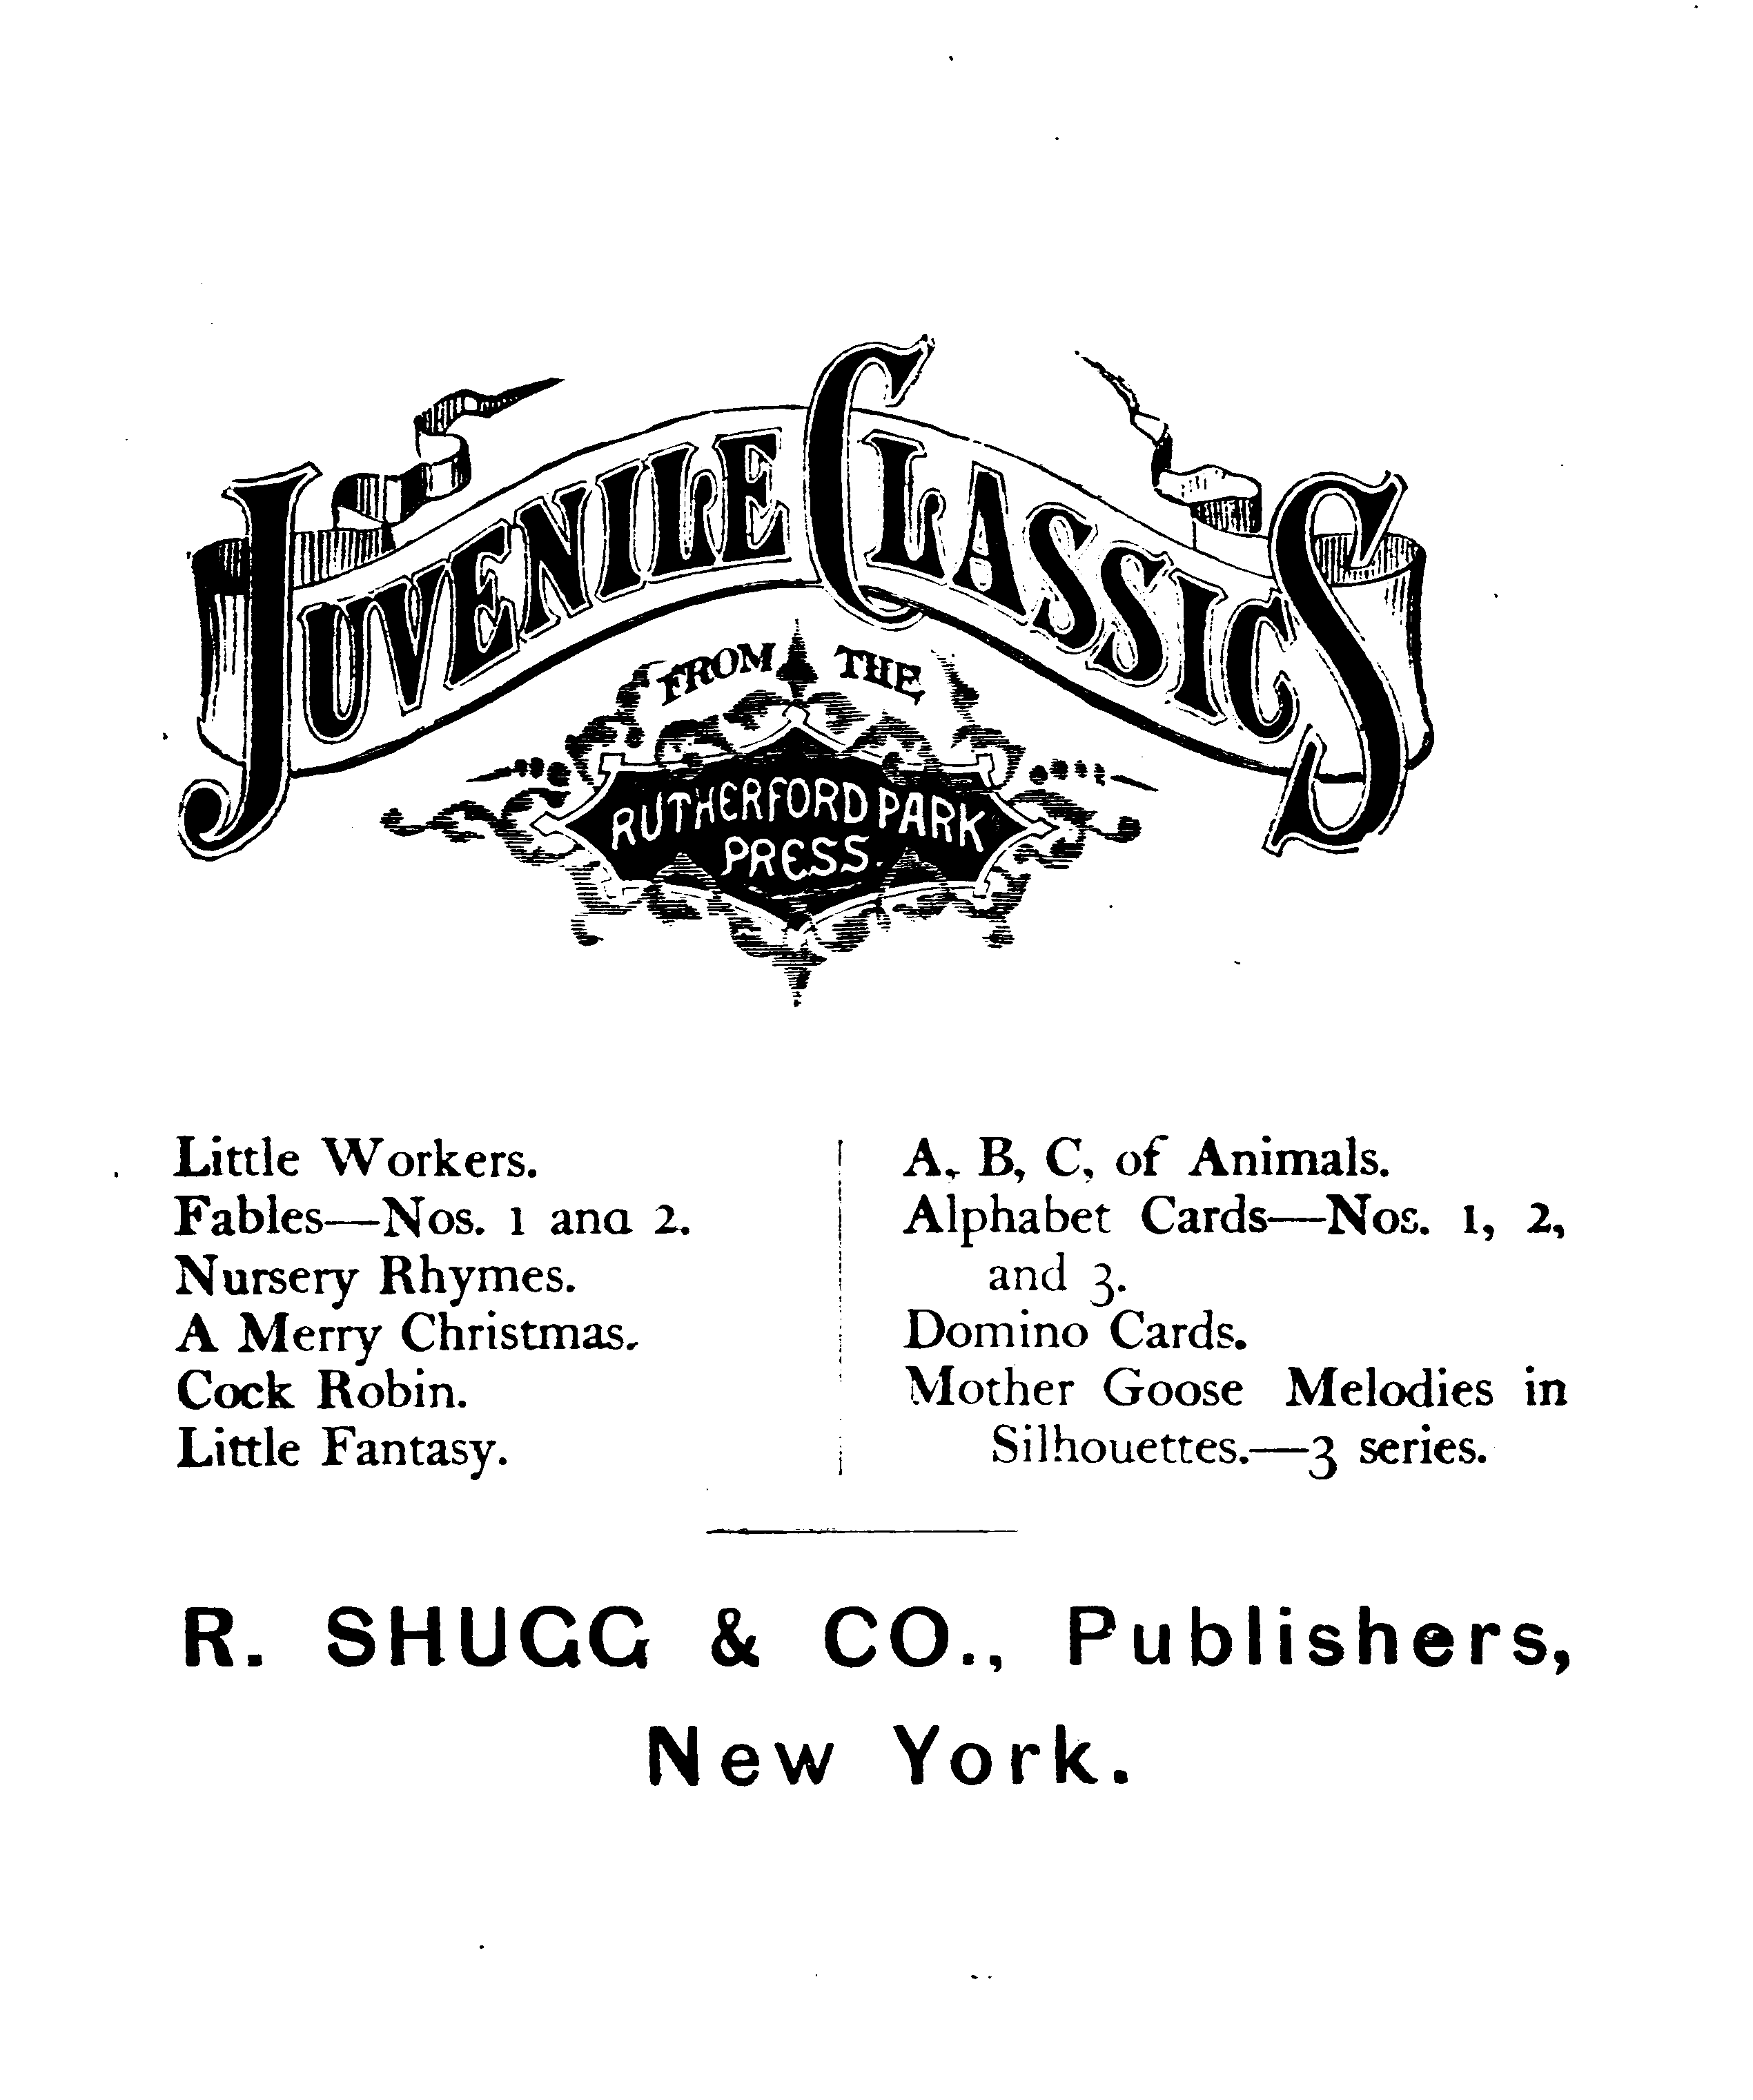 JUVENILE CLASSICS
FROM THE
RUTHERFORD PARK
PRESS.
Little Workers.
Fables—Nos. 1 and 2.
Nursery Rhymes.
A Merry Christmas.
Cock Robin.
Little Fantasy.
A, B, C, of Animals.
Alphabet Cards—Nos. 1, 2,
and 3.
Domino Cards.
Mother Goose Melodies in
Silhouettes.—3 series.
R. SHUGG & CO., Publishers,
New York.